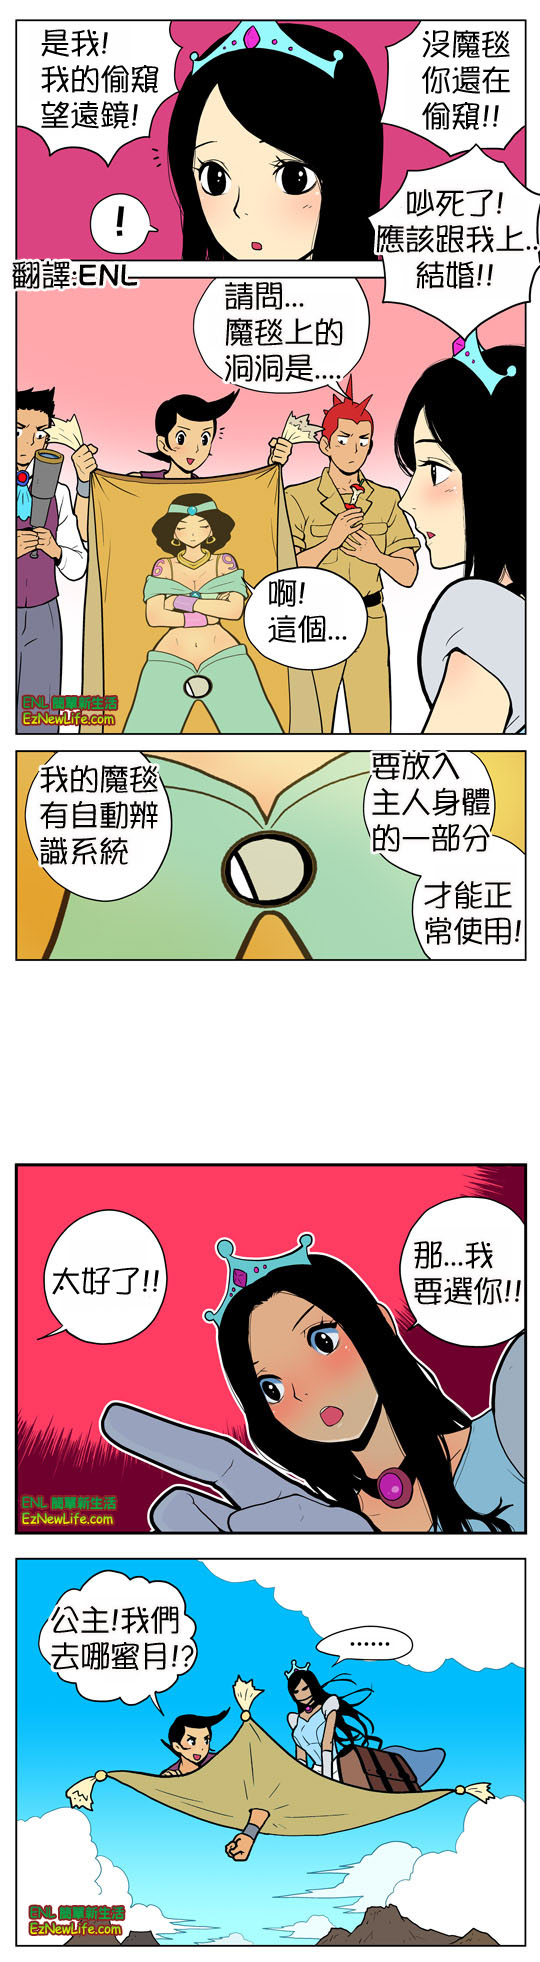 是我!
我的偷窺
望遠鏡!
沒魔毯
你還在
偷窺!!
!
吵死了!
應該跟我上..
結婚!!
翻譯:ENL
請問...
魔毯上的
洞洞是....
6 9
啊!
這個...
ENL 簡單新生活
EzNewLife.com
我的魔毯
有自動辨
識系統
要放入
主人身體
的一部分
才能正
常使用!
太好了!!
那...我
要選你!!
ENL 簡單新生活
EzNewLife.com
公主!我們
去哪蜜月!?
......
ENL 簡單新生活
EzNewLife.com